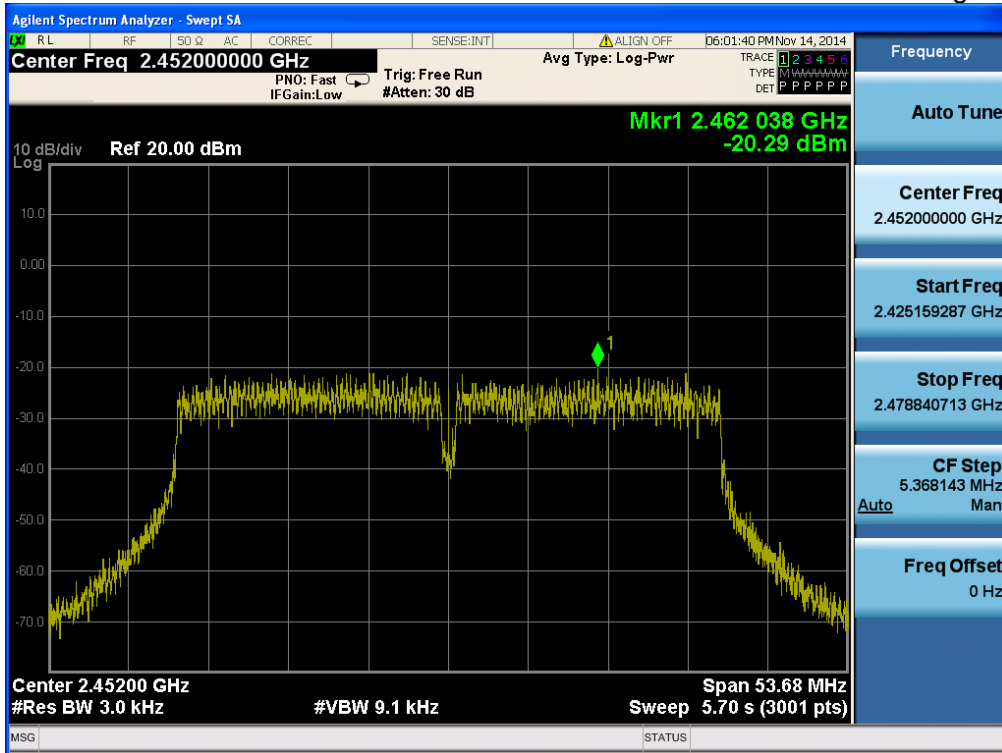 Agilent Spectrum Analyzer - Swept SA
LXI RL RF 50 Ω AC CORREC SENSE:INT ALIGN OFF 06:01:40 PM Nov 14, 2014
Center Freq 2.452000000 GHz
PNO: Fast
IFGain:Low
Trig: Free Run
#Atten: 30 dB
Avg Type: Log-Pwr
TRACE 1 2 3 4 5 6
TYPE M WWWWW
DET P P P P P P
Mkr1 2.462 038 GHz
-20.29 dBm
10 dB/div Ref 20.00 dBm
Log
10.0
0.00
-10.0
1
-20.0
-30.0
-40.0
-50.0
-60.0
-70.0
Center 2.45200 GHz
Span 53.68 MHz
#Res BW 3.0 kHz
#VBW 9.1 kHz
Sweep 5.70 s (3001 pts)
MSG
STATUS
Frequency
Auto Tune
Center Freq
2.452000000 GHz
Start Freq
2.425159287 GHz
Stop Freq
2.478840713 GHz
CF Step
5.368143 MHz
Auto Man
Freq Offset
0 Hz